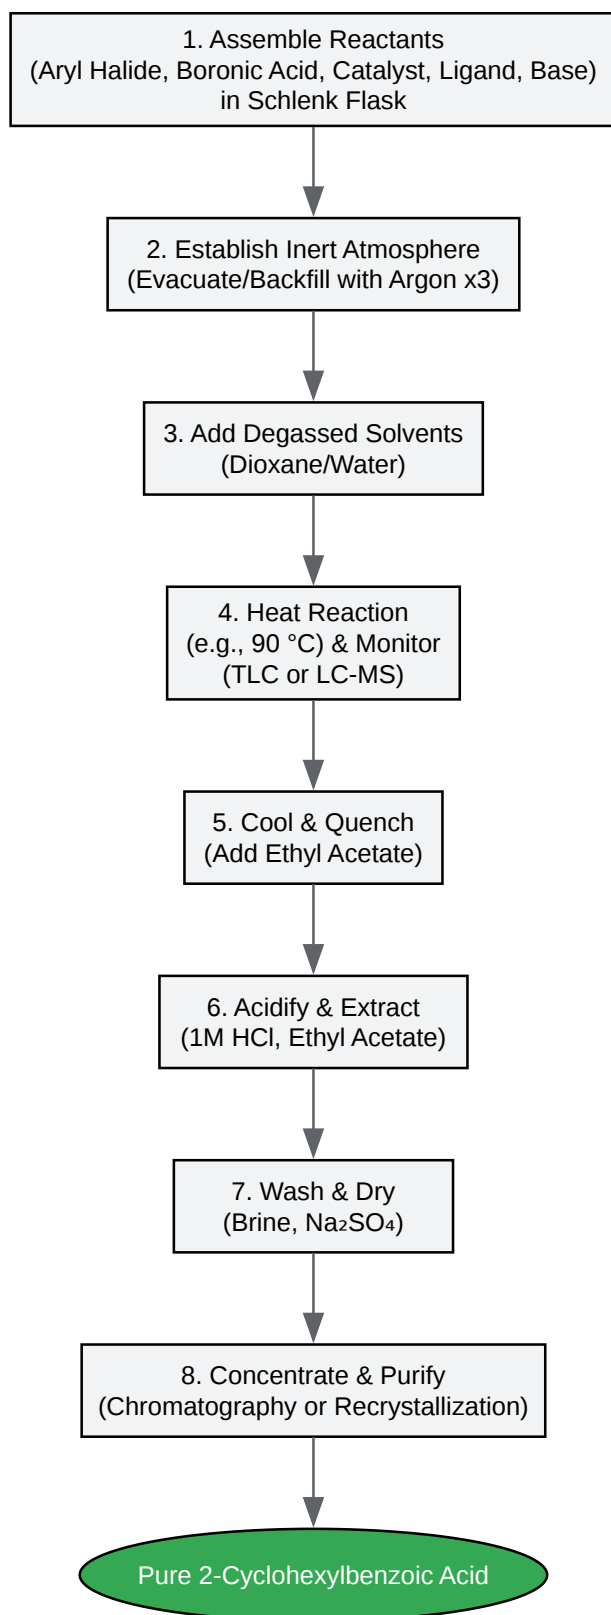 1. Assemble Reactants
(Aryl Halide, Boronic Acid, Catalyst, Ligand, Base)
in Schlenk Flask
2. Establish Inert Atmosphere
(Evacuate/Backfill with Argon x3)
3. Add Degassed Solvents
(Dioxane/Water)
4. Heat Reaction
(e.g., 90 °C) & Monitor
(TLC or LC-MS)
5. Cool & Quench
(Add Ethyl Acetate)
6. Acidify & Extract
(1M HCl, Ethyl Acetate)
7. Wash & Dry
(Brine, Na₂SO₄)
8. Concentrate & Purify
(Chromatography or Recrystallization)
Pure 2-Cyclohexylbenzoic Acid